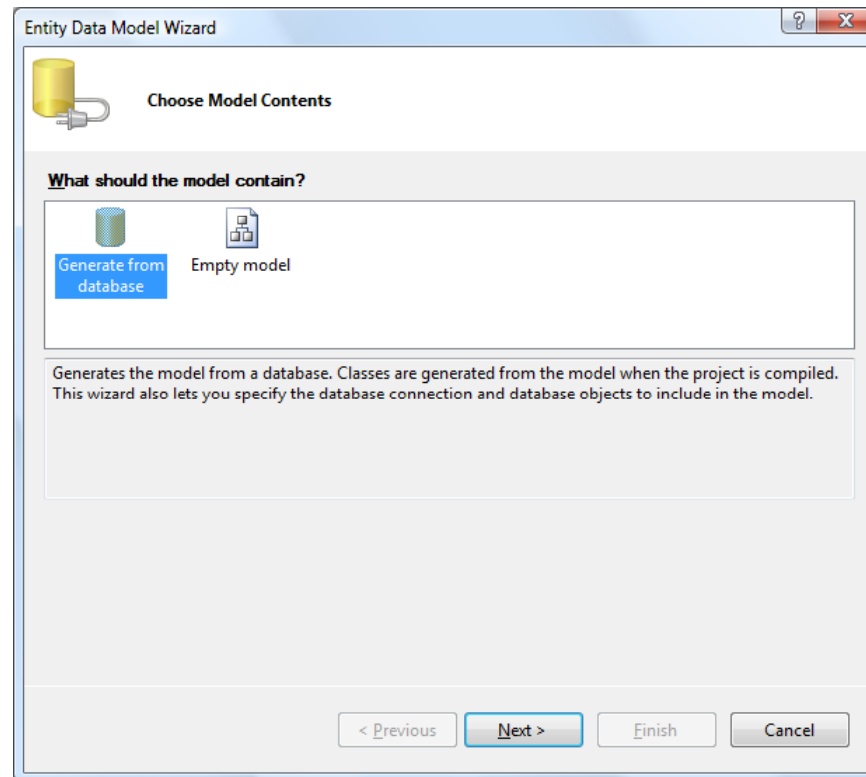 Entity Data Model Wizard
?
X
Choose Model Contents
What should the model contain?
Generate from
database
Empty model
Generates the model from a database. Classes are generated from the model when the project is compiled.
This wizard also lets you specify the database connection and database objects to include in the model.
< Previous
Next >
Finish
Cancel